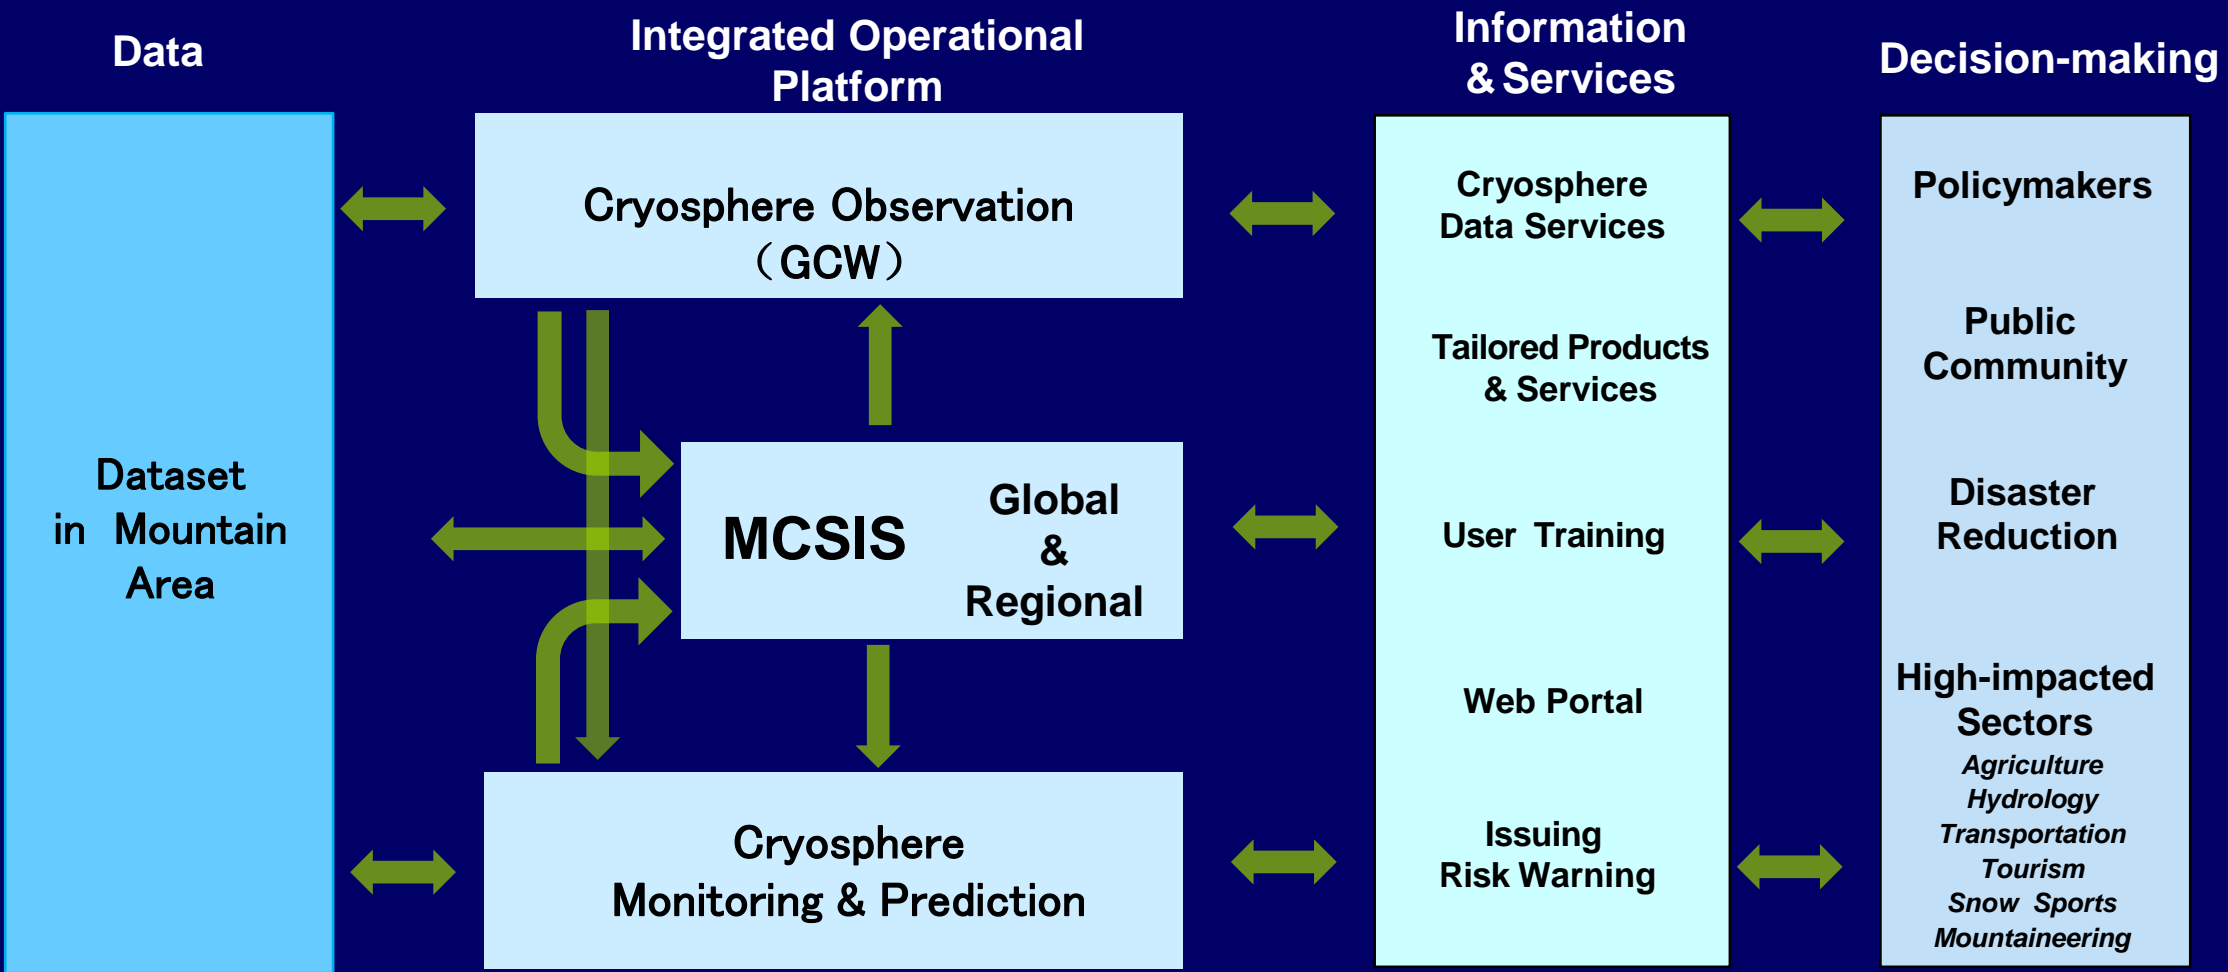 Data
Integrated Operational
Platform
Information
& Services
Decision-making
Dataset
in Mountain
Area
Cryosphere Observation
（GCW）
MCSIS
Global
&
Regional
Cryosphere
Monitoring & Prediction
Cryosphere
Data Services
Tailored Products
& Services
User Training
Web Portal
Issuing
Risk Warning
Policymakers
Public
Community
Disaster
Reduction
High-impacted
Sectors
Agriculture
Hydrology
Transportation
Tourism
Snow Sports
Mountaineering